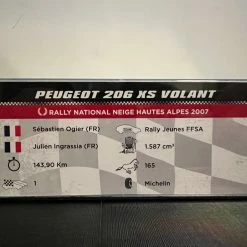 PEUGEOT 206 XS VOLANT
RALLY NATIONAL NEIGE HAUTES ALPES 2007
Sébastien Ogier (FR)
Rally Jeunes FFSA
Julien Ingrassia (FR)
1.587 cm³
143,90 Km
165
1
Michelin